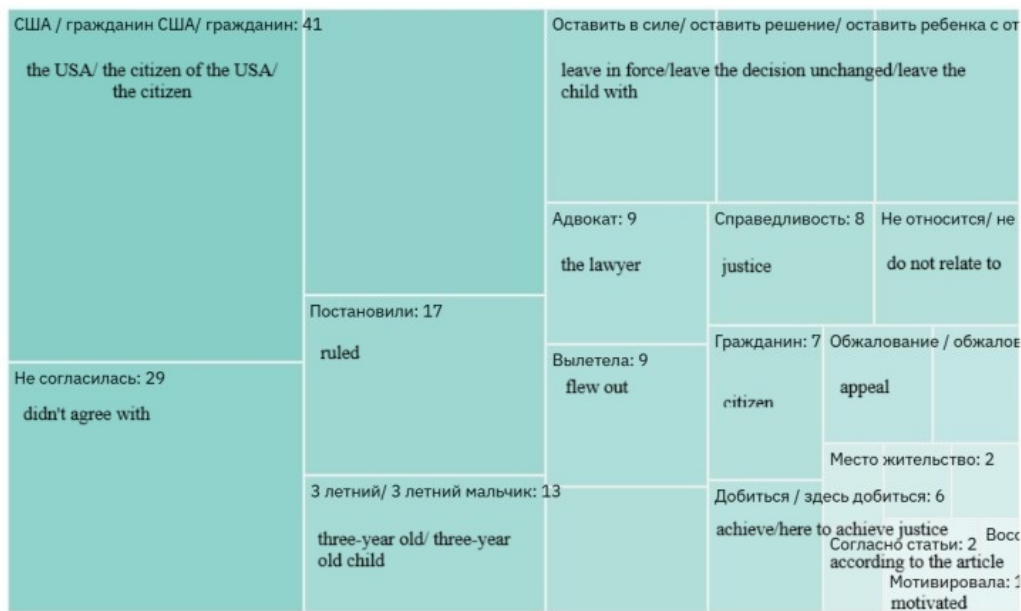 США / гражданин США/ гражданин: 41
the USA/ the citizen of the USA/
the citizen
Не согласилась: 29
didn't agree with
Постановили: 17
ruled
3 летний/ 3 летний мальчик: 13
three-year old/ three-year
old child
Оставить в силе/ оставить решение/ оставить ребенка с от
leave in force/leave the decision unchanged/leave the
child with
Адвокат: 9
the lawyer
Справедливость: 8
justice
Не относится/ не
do not relate to
Вылетела: 9
flew out
Гражданин: 7
citizen
Обжалование / обжалов
appeal
Место жительство: 2
Добиться / здесь добиться: 6
achieve/here to achieve justice
Согласно статьи: 2
according to the article
Восс
Мотивировала: 1
motivated